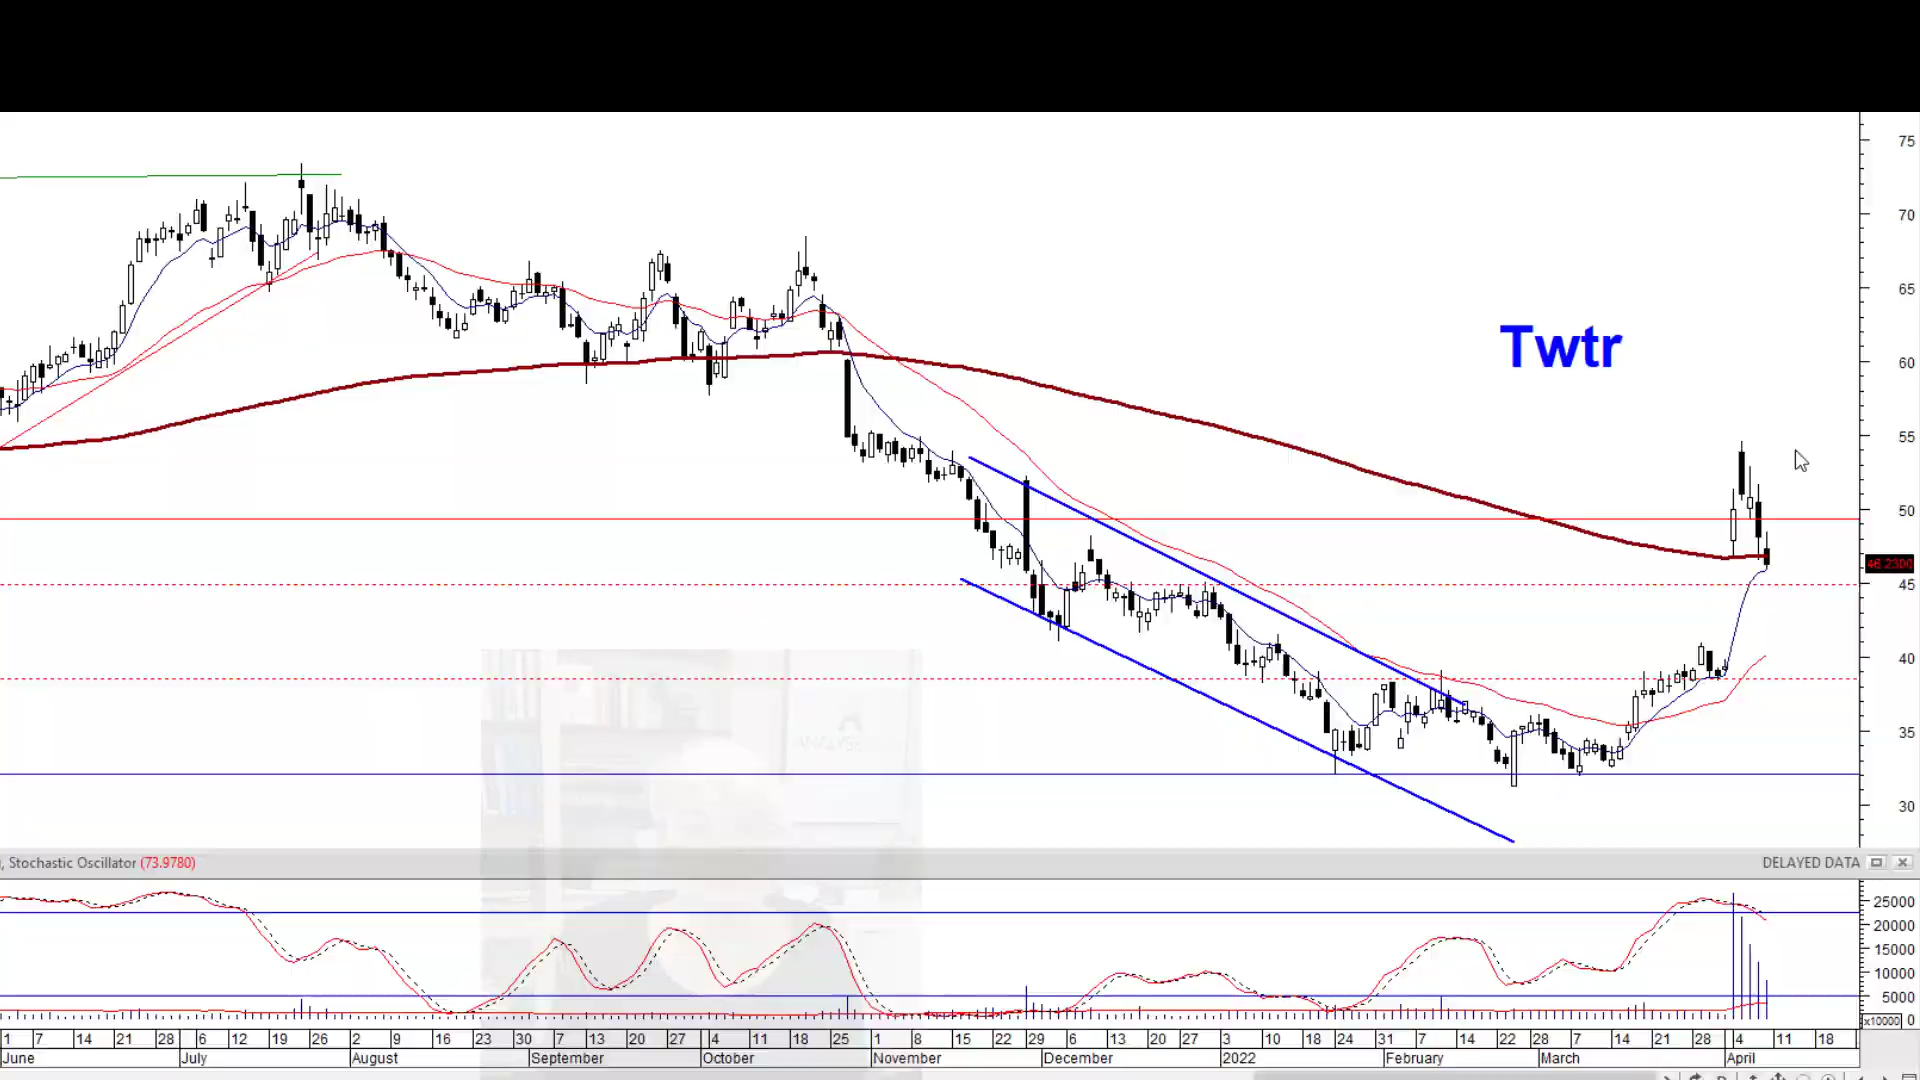 75
70
65
Twtr
60
55
50
46.2300
45
40
35
30
, Stochastic Oscillator (73.9780)
DELAYED DATA
25000
20000
15000
10000
5000
0
x10000
1 7 14 21 28 6 12 19 26 2 9 16 23 30 7 13 20 27 4 11 18 25 1 8 15 22 29 6 13 20 27 3 10 18 24 31 7 14 22 28 7 14 21 28 4 11 18
June July August September October November December 2022 February March April